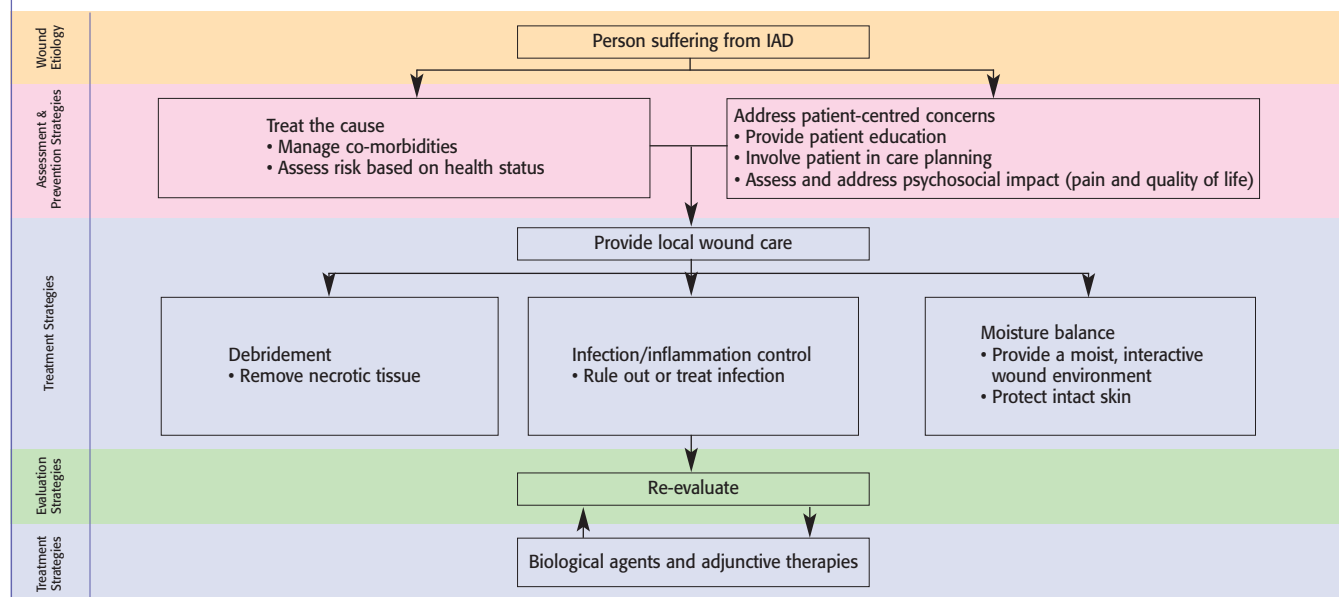 Wound
Etiology
Person suffering from IAD
Assessment &
Prevention Strategies
Treat the cause
• Manage co-morbidities
• Assess risk based on health status
Address patient-centred concerns
• Provide patient education
• Involve patient in care planning
• Assess and address psychosocial impact (pain and quality of life)
Treatment Strategies
Provide local wound care
Debridement
• Remove necrotic tissue
Infection/inflammation control
• Rule out or treat infection
Moisture balance
• Provide a moist, interactive
wound environment
• Protect intact skin
Evaluation
Strategies
Re-evaluate
Treatment
Strategies
Biological agents and adjunctive therapies